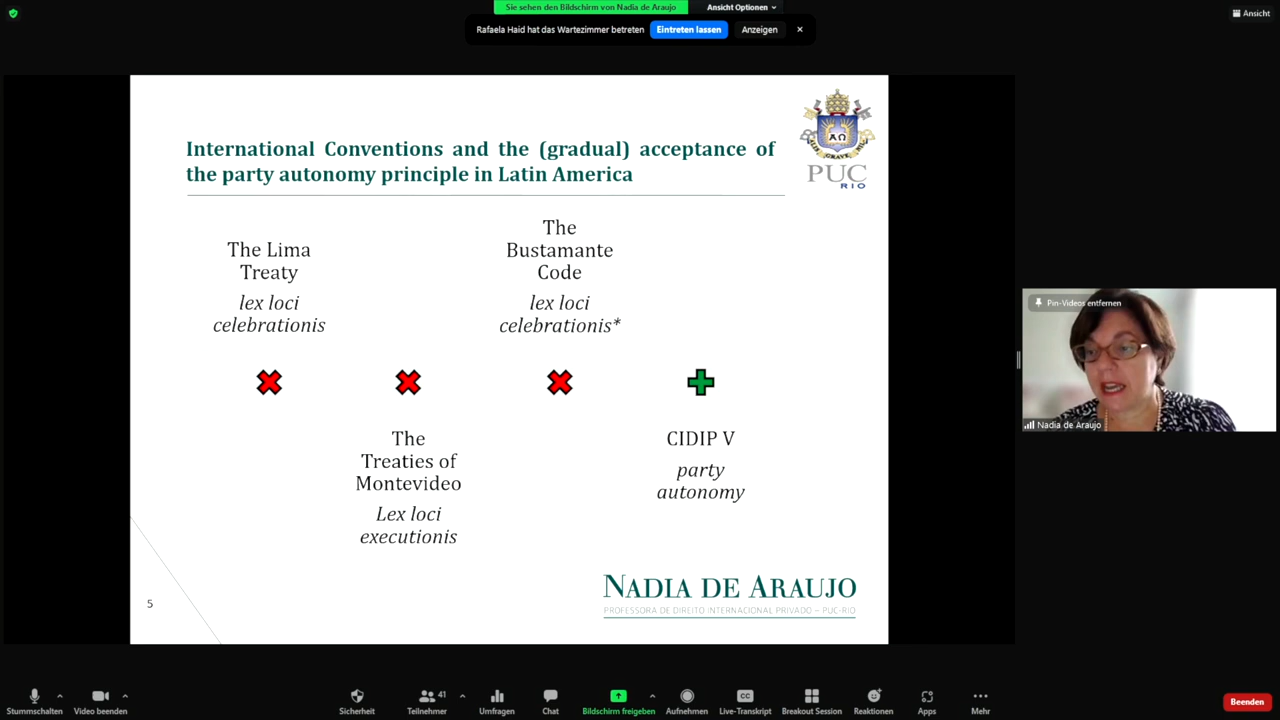 Sie sehen den Bildschirm von Nadia de Araujo
Ansicht Optionen
Ansicht
Rafaela Haid hat das Wartezimmer betreten
Eintreten lassen
Anzeigen
International Conventions and the (gradual) acceptance of
the party autonomy principle in Latin America
PUC
RIO
The Lima
Treaty
lex loci
celebrationis
The
Bustamante
Code
lex loci
celebrationis*
The
Treaties of
Montevideo
Lex loci
executionis
CIDIP V
party
autonomy
5
NADIA DE ARAUJO
PROFESSORA DE DIREITO INTERNACIONAL PRIVADO – PUC-RIO
Pin-Videos entfernen
Nadia de Araujo
Stummschalten
Video beenden
Sicherheit
41
Teilnehmer
Umfragen
Chat
Bildschirm freigeben
Aufnehmen
CC
Live-Transkript
Breakout Session
Reaktionen
Apps
Mehr
Beenden